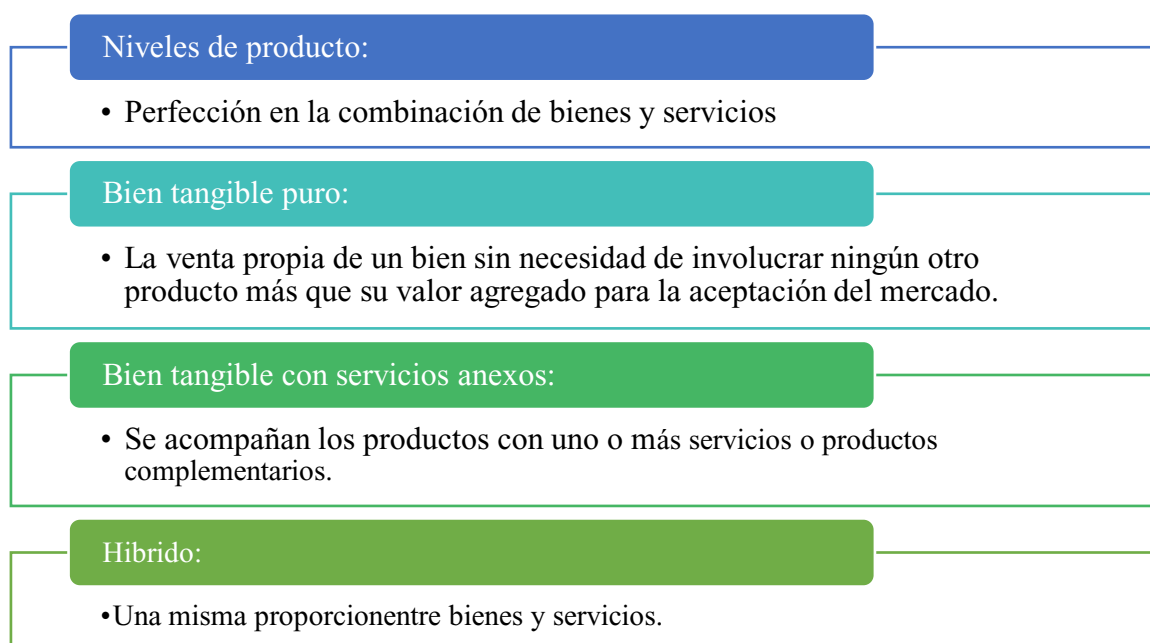 Niveles de producto:
• Perfección en la combinación de bienes y servicios
Bien tangible puro:
• La venta propia de un bien sin necesidad de involucrar ningún otro
producto más que su valor agregado para la aceptación del mercado.
Bien tangible con servicios anexos:
• Se acompañan los productos con uno o más servicios o productos
complementarios.
Hibrido:
•Una misma proporcionentre bienes y servicios.